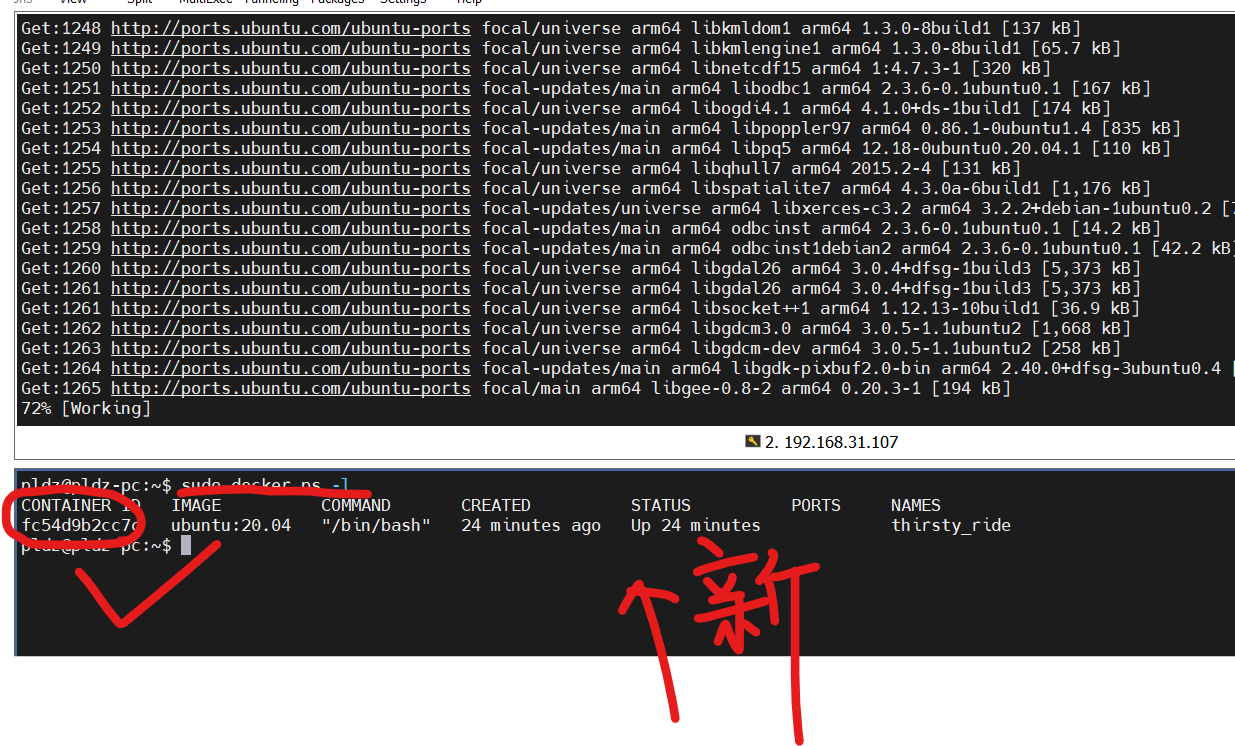 View Split MultiExec Tunneling Packages Settings Help
Get:1248 http://ports.ubuntu.com/ubuntu-ports focal/universe arm64 libkmldom1 arm64 1.3.0-8build1 [137 kB]
Get:1249 http://ports.ubuntu.com/ubuntu-ports focal/universe arm64 libkmlengine1 arm64 1.3.0-8build1 [65.7 kB]
Get:1250 http://ports.ubuntu.com/ubuntu-ports focal/universe arm64 libnetcdf15 arm64 1:4.7.3-1 [320 kB]
Get:1251 http://ports.ubuntu.com/ubuntu-ports focal-updates/main arm64 libodbc1 arm64 2.3.6-0.1ubuntu0.1 [167 kB]
Get:1252 http://ports.ubuntu.com/ubuntu-ports focal/universe arm64 libogdi4.1 arm64 4.1.0+ds-1build1 [174 kB]
Get:1253 http://ports.ubuntu.com/ubuntu-ports focal-updates/main arm64 libpoppler97 arm64 0.86.1-0ubuntu1.4 [835 kB]
Get:1254 http://ports.ubuntu.com/ubuntu-ports focal-updates/main arm64 libpq5 arm64 12.18-0ubuntu0.20.04.1 [110 kB]
Get:1255 http://ports.ubuntu.com/ubuntu-ports focal/universe arm64 libqhull7 arm64 2015.2-4 [131 kB]
Get:1256 http://ports.ubuntu.com/ubuntu-ports focal/universe arm64 libspatialite7 arm64 4.3.0a-6build1 [1,176 kB]
Get:1257 http://ports.ubuntu.com/ubuntu-ports focal-updates/universe arm64 libxerces-c3.2 arm64 3.2.2+debian-1ubuntu0.2 [
Get:1258 http://ports.ubuntu.com/ubuntu-ports focal-updates/main arm64 odbcinst arm64 2.3.6-0.1ubuntu0.1 [14.2 kB]
Get:1259 http://ports.ubuntu.com/ubuntu-ports focal-updates/main arm64 odbcinst1debian2 arm64 2.3.6-0.1ubuntu0.1 [42.2 kB]
Get:1260 http://ports.ubuntu.com/ubuntu-ports focal/universe arm64 libgdal26 arm64 3.0.4+dfsg-1build3 [5,373 kB]
Get:1261 http://ports.ubuntu.com/ubuntu-ports focal/universe arm64 libgdal26 arm64 3.0.4+dfsg-1build3 [5,373 kB]
Get:1261 http://ports.ubuntu.com/ubuntu-ports focal/universe arm64 libsocket++1 arm64 1.12.13-10build1 [36.9 kB]
Get:1262 http://ports.ubuntu.com/ubuntu-ports focal/universe arm64 libgdcm3.0 arm64 3.0.5-1.1ubuntu2 [1,668 kB]
Get:1263 http://ports.ubuntu.com/ubuntu-ports focal/universe arm64 libgdcm-dev arm64 3.0.5-1.1ubuntu2 [258 kB]
Get:1264 http://ports.ubuntu.com/ubuntu-ports focal-updates/main arm64 libgdk-pixbuf2.0-bin arm64 2.40.0+dfsg-3ubuntu0.4 [
Get:1265 http://ports.ubuntu.com/ubuntu-ports focal/main arm64 libgee-0.8-2 arm64 0.20.3-1 [194 kB]
72% [Working]
2. 192.168.31.107
pldz@pldz-pc:~$ sudo docker ps -l
CONTAINER ID IMAGE COMMAND CREATED STATUS PORTS NAMES
fc54d9b2cc7c ubuntu:20.04 "/bin/bash" 24 minutes ago Up 24 minutes thirsty_ride
pldz@pldz-pc:~$
新